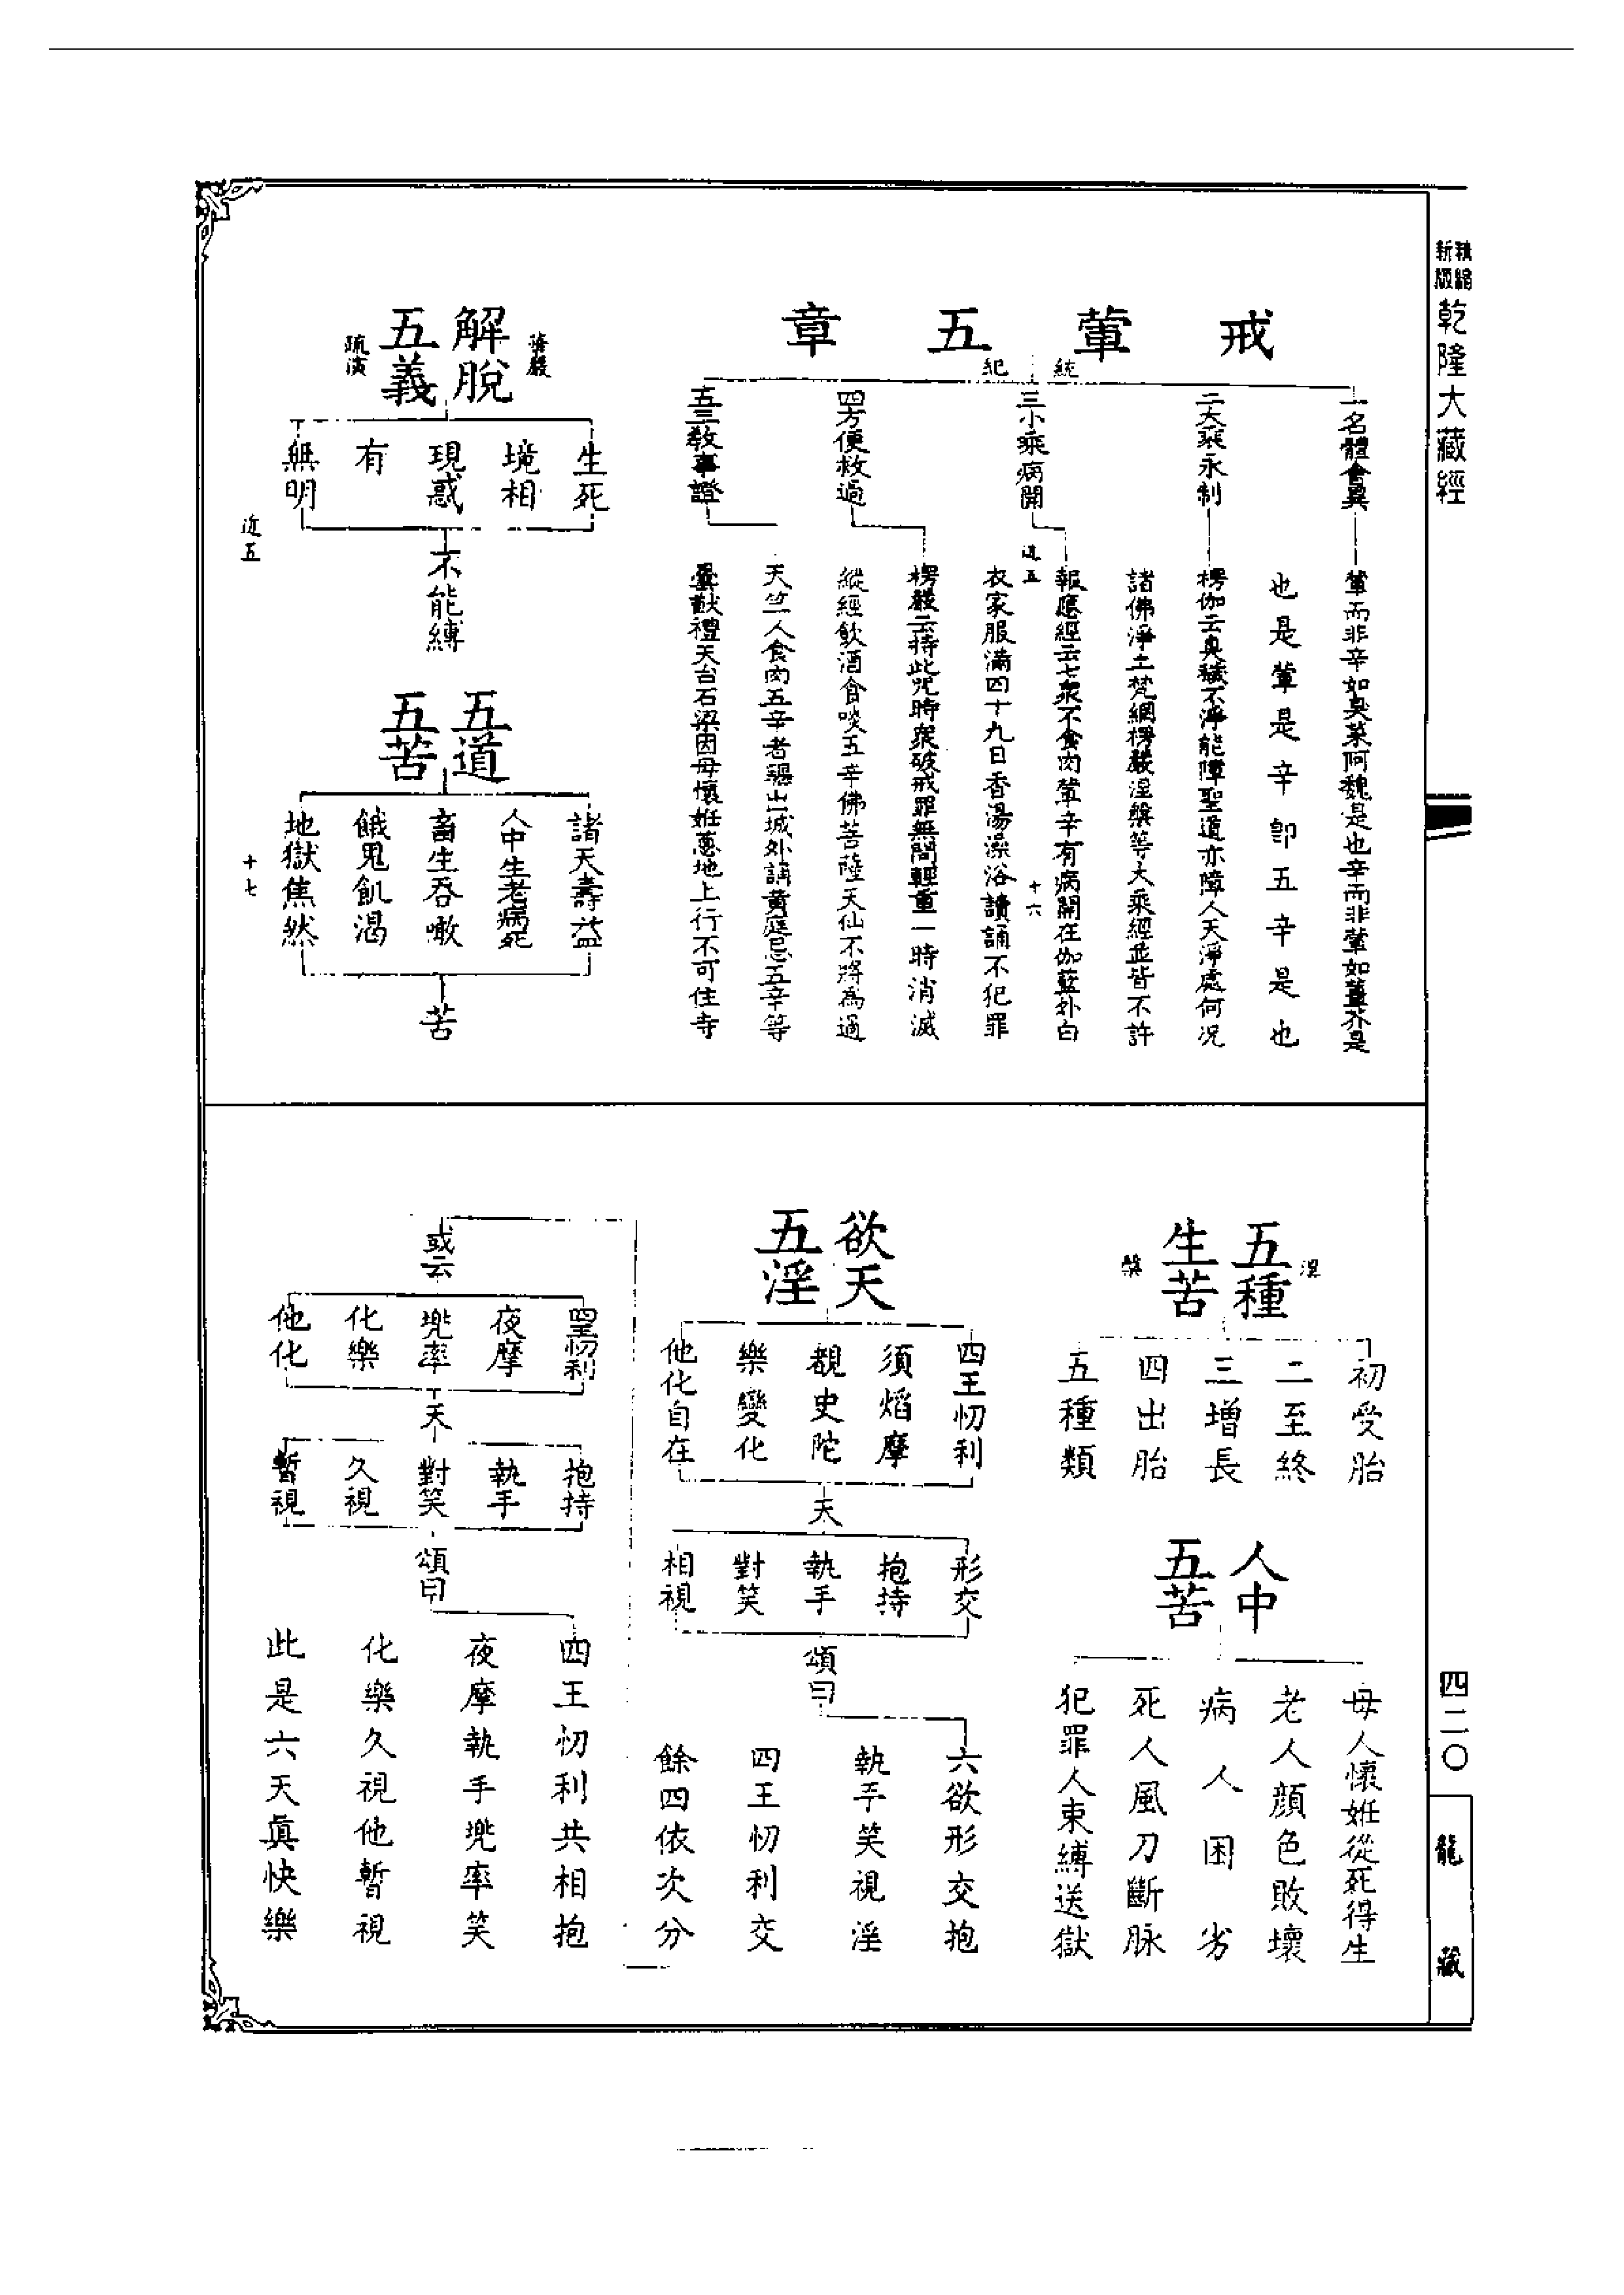 新版
精縮
乾隆大藏經
四二〇
龍藏
戒葷五章
統紀
一名體會異
葷而非辛如臭菜阿魏是也辛而非葷如薑芥是
也是葷是辛卽五辛是也
二大乘永制
楞伽云臭穢不淨能障聖道亦障人天淨處何況
諸佛淨土梵網楞嚴涅槃等大乘經並皆不許
三小乘病開
報應經云七衆不食肉葷辛有病開在伽藍外白
衣家服滿四十九日香湯澡浴讀誦不犯罪
近五
十六
四方便救過
楞嚴云持此咒時衆破戒罪無間輕重一時消滅
縱經飲酒食噉五辛佛菩薩天仙不將為過
五三教事證
天竺人食肉五辛者驅出城外誦黃庭忌五辛等
曇猷禮天台石梁因母懷姙蔥地上行不可住寺
解脫五義
華嚴
疏演
生死
境相
現惑
有
無明
不能縛
五道五苦
諸天壽益
人中生老病死
畜生吞噉
餓鬼飢渴
地獄焦然
苦
近五
十七
五種生苦
涅槃
初受胎
二至終
三增長
四出胎
五種類
人中五苦
母人懷姙從死得生
老人顏色敗壞
病人困劣
死人風刀斷脉
犯罪人束縛送獄
欲天五淫
四王忉利
須熖摩
覩史陀
樂變化
他化自在
天
形交
抱持
執手
對笑
相視
頌曰
六欲形交抱
執手笑視淫
四王忉利交
餘四依次分
或云
四王忉利
夜摩
兜率
化樂
他化
天
抱持
執手
對笑
久視
暫視
頌曰
四王忉利共相抱
夜摩執手兜率笑
化樂久視他暫視
此是六天眞快樂